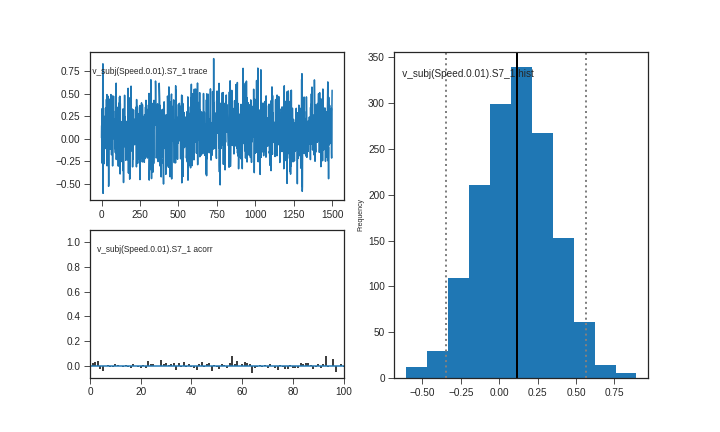 v_subj(Speed.0.01).S7_1 trace
0.75
0.50
0.25
0.00
−0.25
−0.50
0 250 500 750 1000 1250 1500
v_subj(Speed.0.01).S7_1 acorr
1.0
0.8
0.6
0.4
0.2
0.0
0 20 40 60 80 100
v_subj(Speed.0.01).S7_1 hist
Frequency
350
300
250
200
150
100
50
0
−0.50 −0.25 0.00 0.25 0.50 0.75